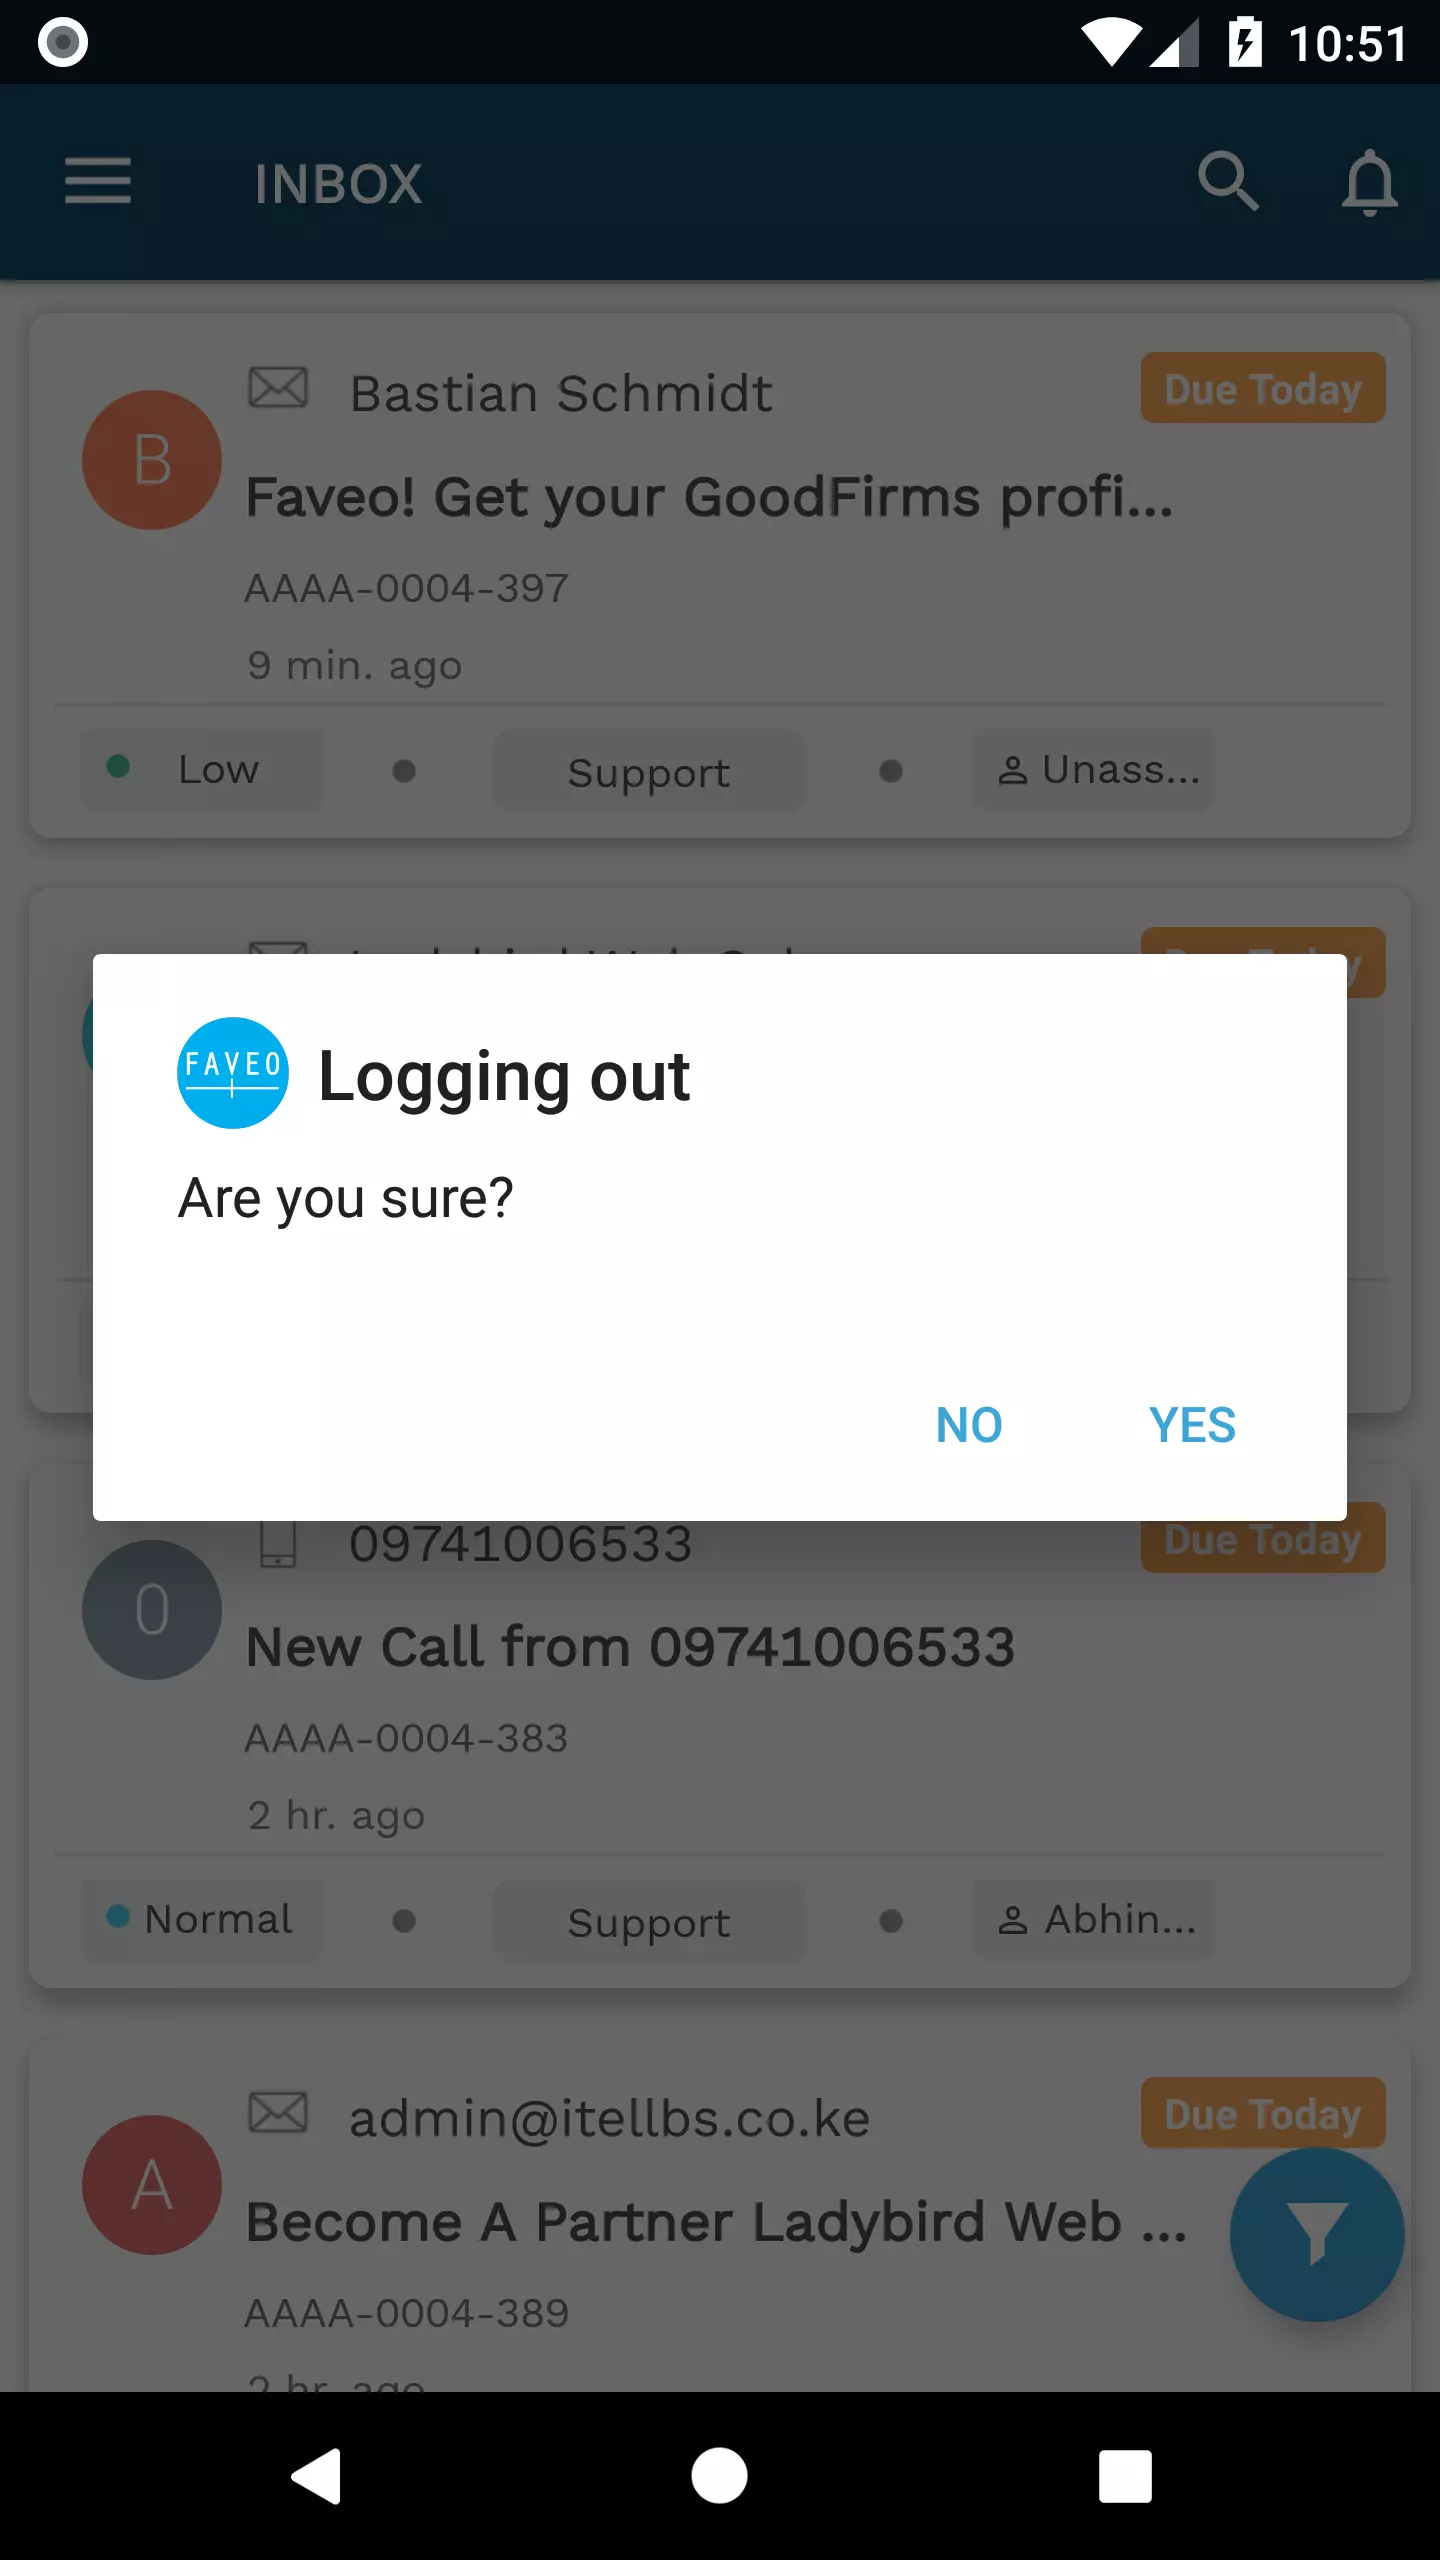 10:51
INBOX
Bastian Schmidt
Due Today
B
Faveo! Get your GoodFirms profi...
AAAA-0004-397
9 min. ago
Low
Support
Unass...
FAVEO
Logging out
Are you sure?
NO
YES
09741006533
Due Today
0
New Call from 09741006533
AAAA-0004-383
2 hr. ago
Normal
Support
Abhin...
admin@itellbs.co.ke
Due Today
A
Become A Partner Ladybird Web ...
AAAA-0004-389
2 hr. ago